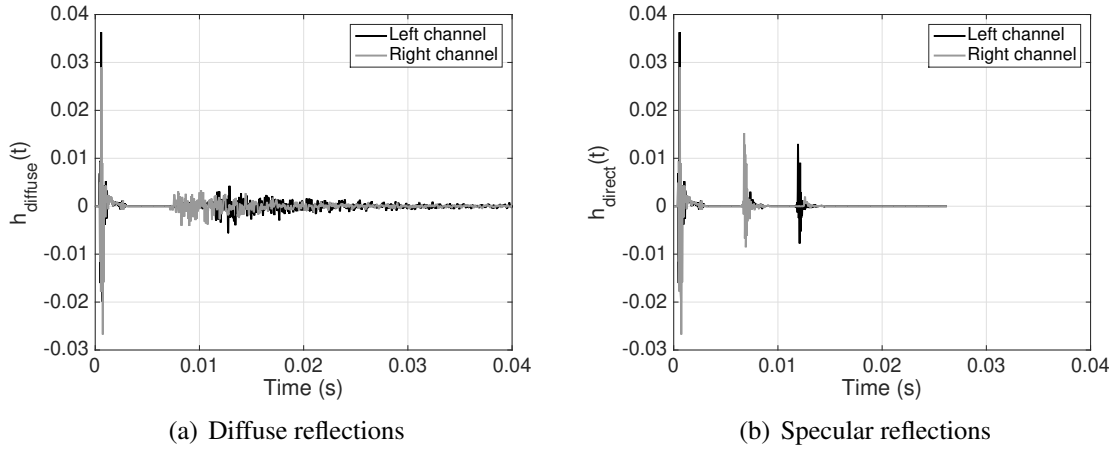 Left channel
Right channel
0.04
0.03
0.02
0.01
0
-0.01
-0.02
-0.03
h_diffuse(t)
0 0.01 0.02 0.03 0.04
Time (s)
(a) Diffuse reflections
Left channel
Right channel
0.04
0.03
0.02
0.01
0
-0.01
-0.02
-0.03
h_direct(t)
0 0.01 0.02 0.03 0.04
Time (s)
(b) Specular reflections